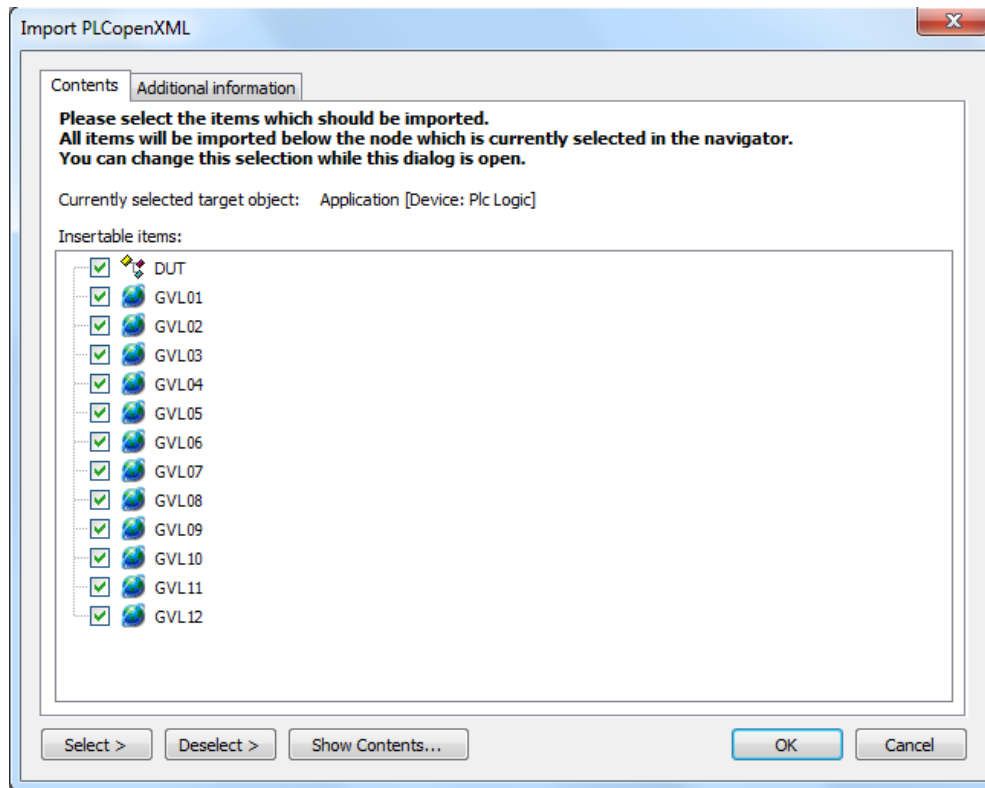 Import PLCopenXML
Contents
Additional information
Please select the items which should be imported.
All items will be imported below the node which is currently selected in the navigator.
You can change this selection while this dialog is open.
Currently selected target object: Application [Device: Plc Logic]
Insertable items:
DUT
GVL01
GVL02
GVL03
GVL04
GVL05
GVL06
GVL07
GVL08
GVL09
GVL10
GVL11
GVL12
Select >
Deselect >
Show Contents...
OK
Cancel